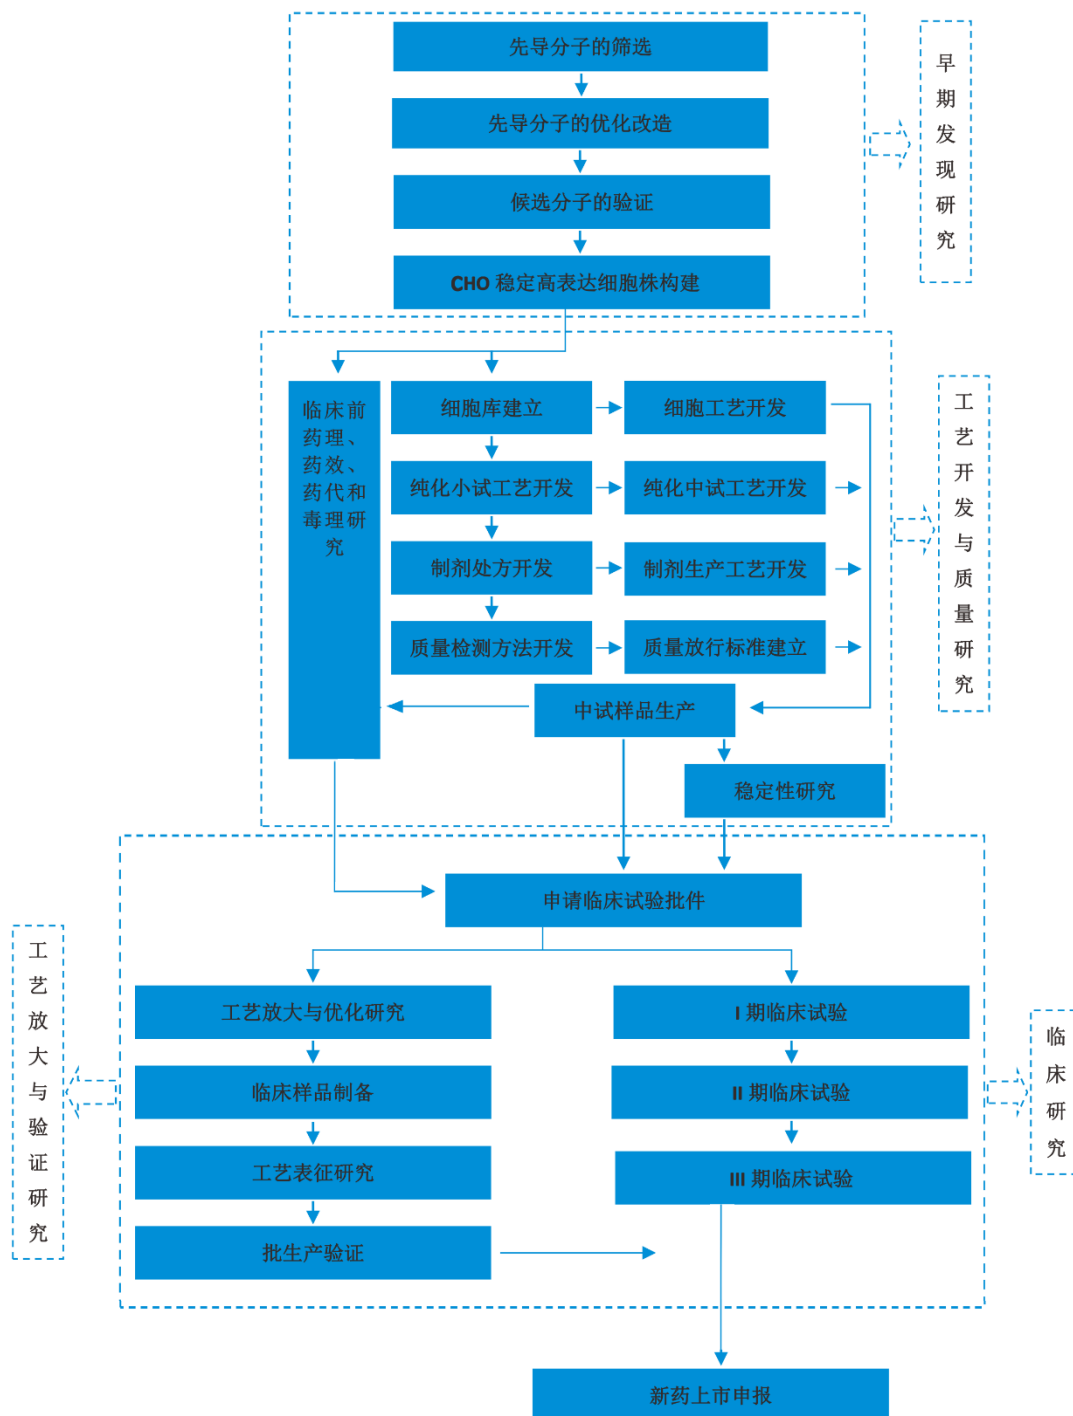 先导分子的筛选
先导分子的优化改造
候选分子的验证
CHO 稳定高表达细胞株构建
早期发现研究
临床前
药理、
药效、
药代和
毒理研
究
细胞库建立
细胞工艺开发
纯化小试工艺开发
纯化中试工艺开发
制剂处方开发
制剂生产工艺开发
质量检测方法开发
质量放行标准建立
中试样品生产
稳定性研究
工艺开发与质量研究
申请临床试验批件
工艺放大与优化研究
临床样品制备
工艺表征研究
批生产验证
工艺放大与验证研究
I 期临床试验
II 期临床试验
III 期临床试验
临床研究
新药上市申报